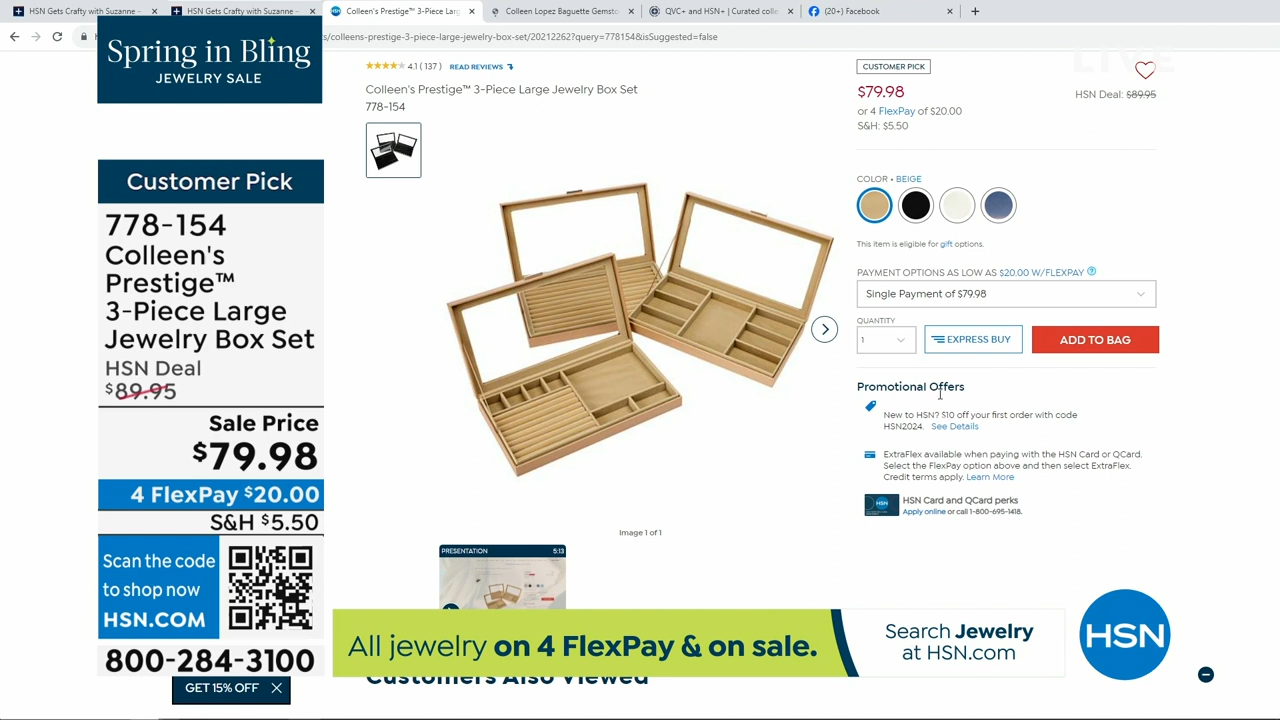 HSN Gets Crafty with Suzanne –
HSN Gets Crafty with Suzanne –
Colleen's Prestige™ 3-Piece Larg
Colleen Lopez Baguette Gemsto
QVC+ and HSN+ | Curated colle
(20+) Facebook
s/colleens-prestige-3-piece-large-jewelry-box-set/20212262?query=778154&isSuggested=false
Spring in Bling
JEWELRY SALE
LIVE
4.1 ( 137 ) READ REVIEWS
Colleen's Prestige™ 3-Piece Large Jewelry Box Set
778-154
CUSTOMER PICK
$79.98
HSN Deal: $89.95
or 4 FlexPay of $20.00
S&H: $5.50
COLOR • BEIGE
This item is eligible for gift options.
PAYMENT OPTIONS AS LOW AS $20.00 W/FLEXPAY
Single Payment of $79.98
QUANTITY
1
EXPRESS BUY
ADD TO BAG
Promotional Offers
New to HSN? $10 off your first order with code
HSN2024. See Details
ExtraFlex available when paying with the HSN Card or QCard.
Select the FlexPay option above and then select ExtraFlex.
Credit terms apply. Learn More
HSN Card and QCard perks
Apply online or call 1-800-695-1418.
Image 1 of 1
PRESENTATION 5:13
Customer Pick
778-154
Colleen's
Prestige™
3-Piece Large
Jewelry Box Set
HSN Deal
$89.95
Sale Price
$79.98
4 FlexPay $20.00
S&H $5.50
Scan the code
to shop now
HSN.COM
800-284-3100
GET 15% OFF
All jewelry on 4 FlexPay & on sale.
Search Jewelry
at HSN.com
HSN
Customers Also Viewed